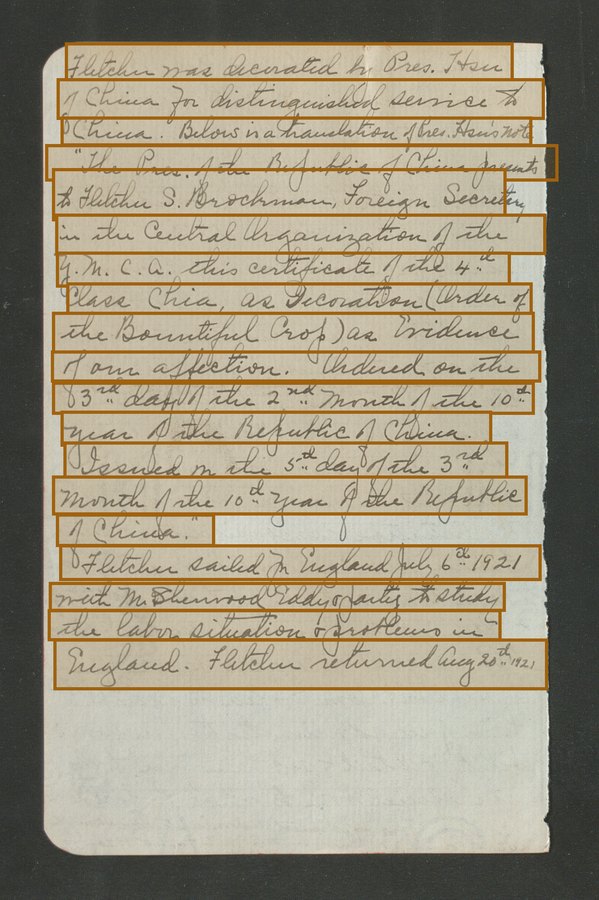 Fletcher was decorated by Pres. Hsu
of China for distinguished service to
China. Below is a translation of Pres. Hsu's note
"The Pres. of the Republic of China presents
to Fletcher S. Brockman, Foreign Secretary
in the Central Organization of the
Y.M.C.A. this certificate of the 4th
Class Chia, as Decoration (Order of
the Bountiful Crop) as Evidence
of our affection. Ordered on the
3rd day of the 2nd month of the 10th
year of the Republic of China.
Issued on the 5th day of the 3rd
month of the 10th year of the Republic
of China."
Fletcher sailed for England July 6th 1921
with Mr. Sherwood Eddy & party to study
the labor situation & problems in
England. Fletcher returned Aug 20th 1921